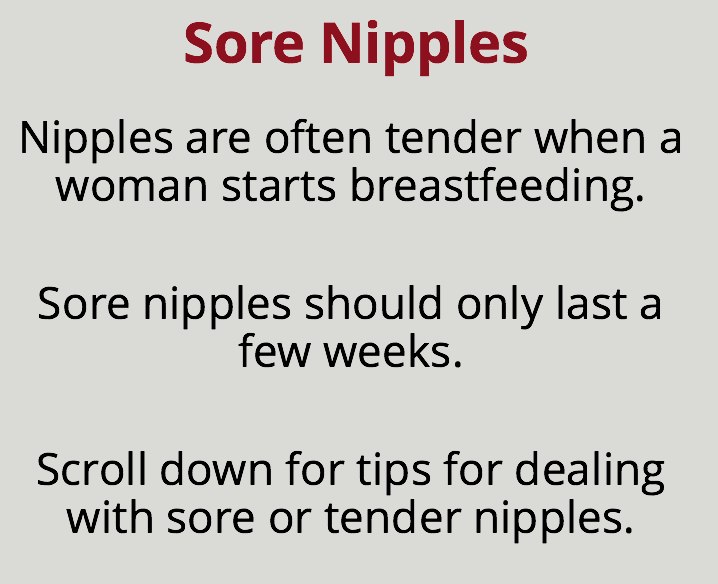 Sore Nipples
Nipples are often tender when a
woman starts breastfeeding.
Sore nipples should only last a
few weeks.
Scroll down for tips for dealing
with sore or tender nipples.